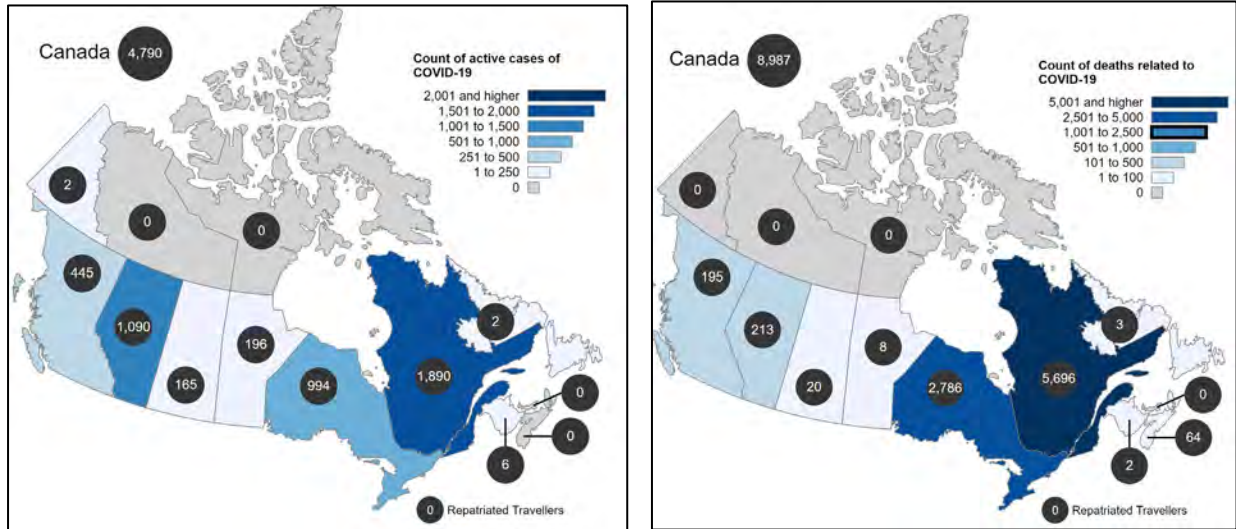 Canada 4,790
Count of active cases of
COVID-19
2,001 and higher
1,501 to 2,000
1,001 to 1,500
501 to 1,000
251 to 500
1 to 250
0
2
0
0
445
1,090
165
196
994
1,890
2
0
0
6
0 Repatriated Travellers
Canada 8,987
Count of deaths related to
COVID-19
5,001 and higher
2,501 to 5,000
1,001 to 2,500
501 to 1,000
101 to 500
1 to 100
0
0
0
0
195
213
20
8
2,786
5,696
3
0
64
2
0 Repatriated Travellers